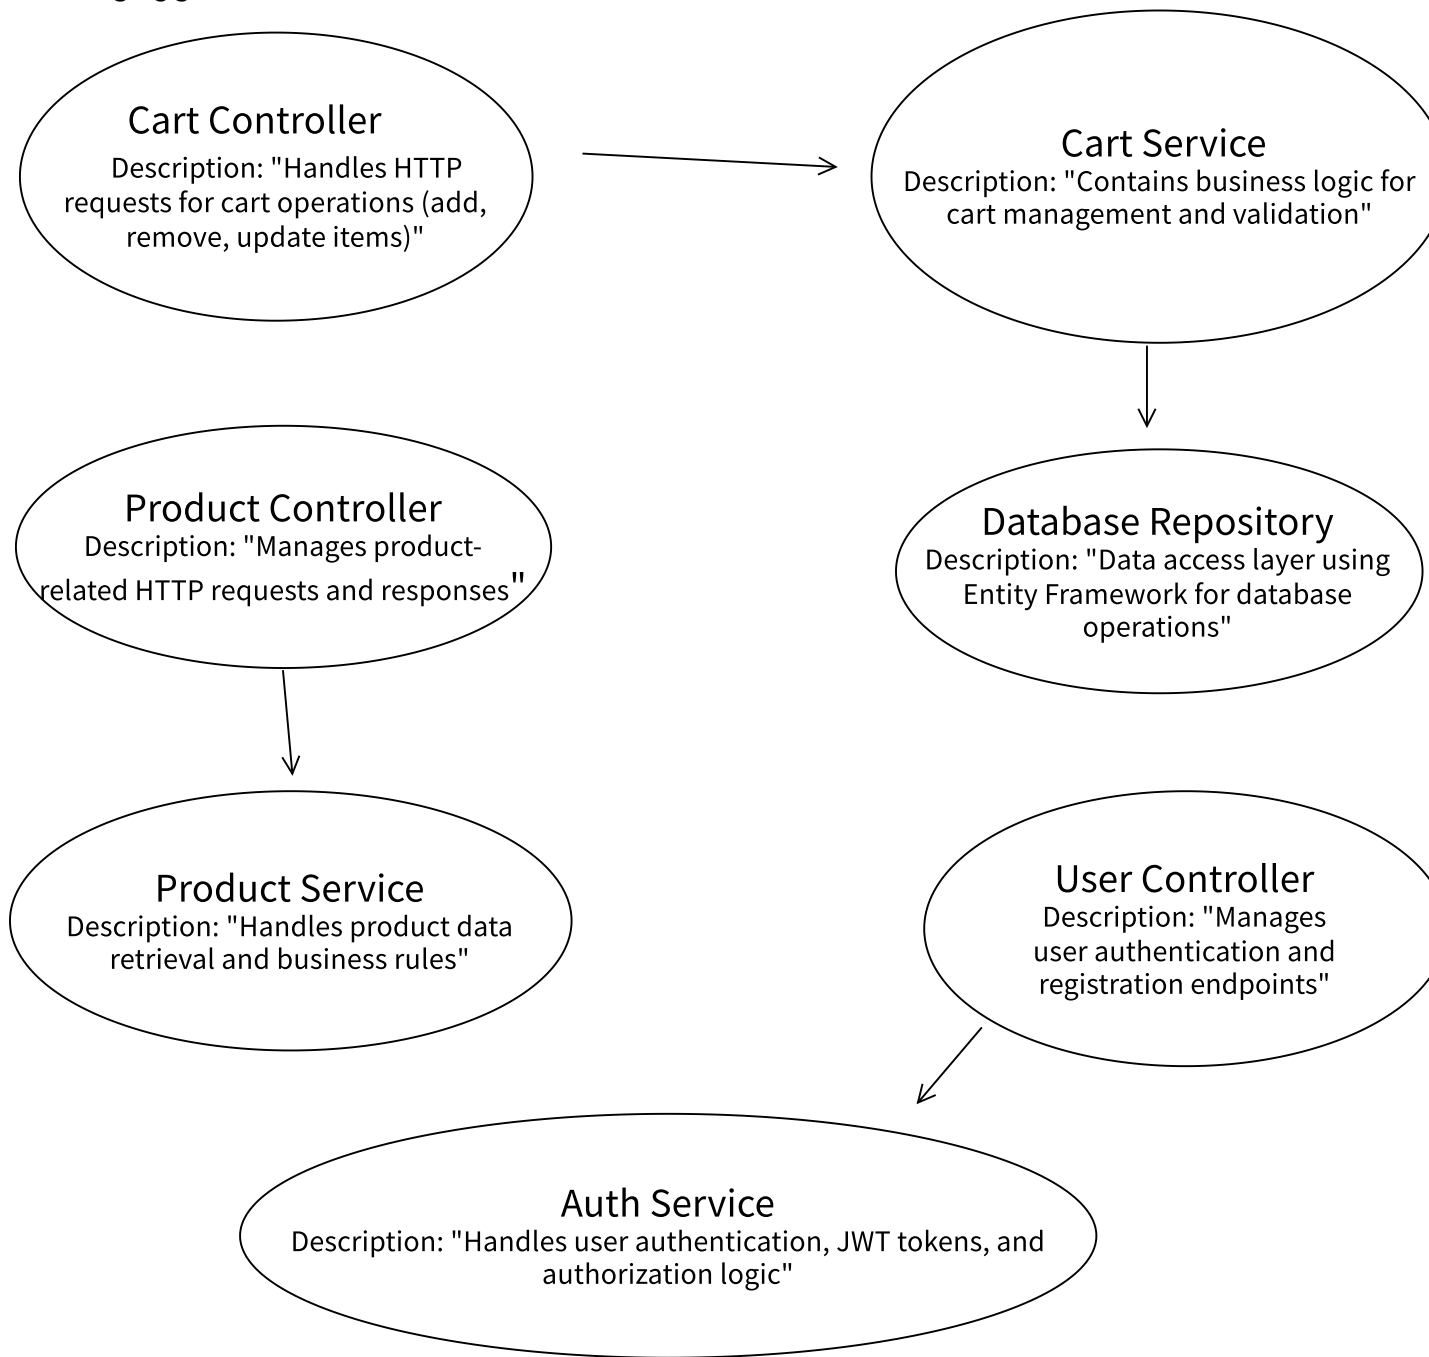 Cart Controller
Description: "Handles HTTP
requests for cart operations (add,
remove, update items)"
Cart Service
Description: "Contains business logic for
cart management and validation"
Product Controller
Description: "Manages product-
related HTTP requests and responses"
Database Repository
Description: "Data access layer using
Entity Framework for database
operations"
Product Service
Description: "Handles product data
retrieval and business rules"
User Controller
Description: "Manages
user authentication and
registration endpoints"
Auth Service
Description: "Handles user authentication, JWT tokens, and
authorization logic"